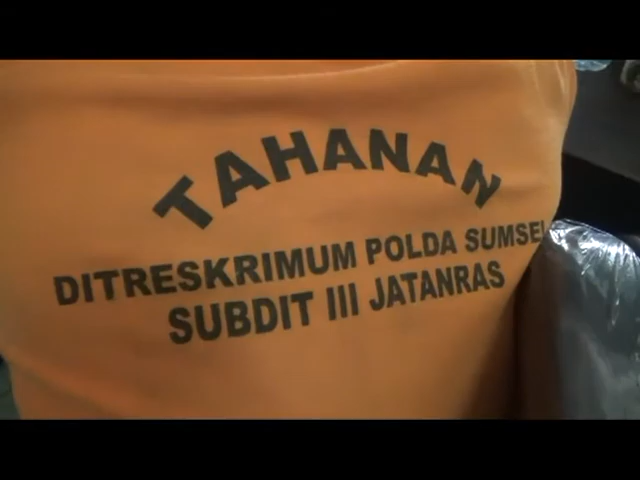 TAHANAN
DITRESKRIMUM POLDA SUMSEL
SUBDIT III JATANRAS